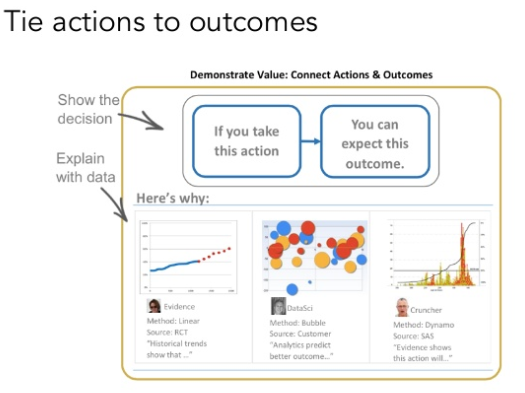 Tie actions to outcomes
Demonstrate Value: Connect Actions & Outcomes
Show the
decision
If you take
this action
You can
expect this
outcome.
Explain
with data
Here's why:
Evidence
Method: Linear
Source: RCT
"Historical trends
show that ..."
DataSci
Method: Bubble
Source: Customer
"Analytics predict
better outcome..."
Cruncher
Method: Dynamo
Source: SAS
"Evidence shows
this action will..."